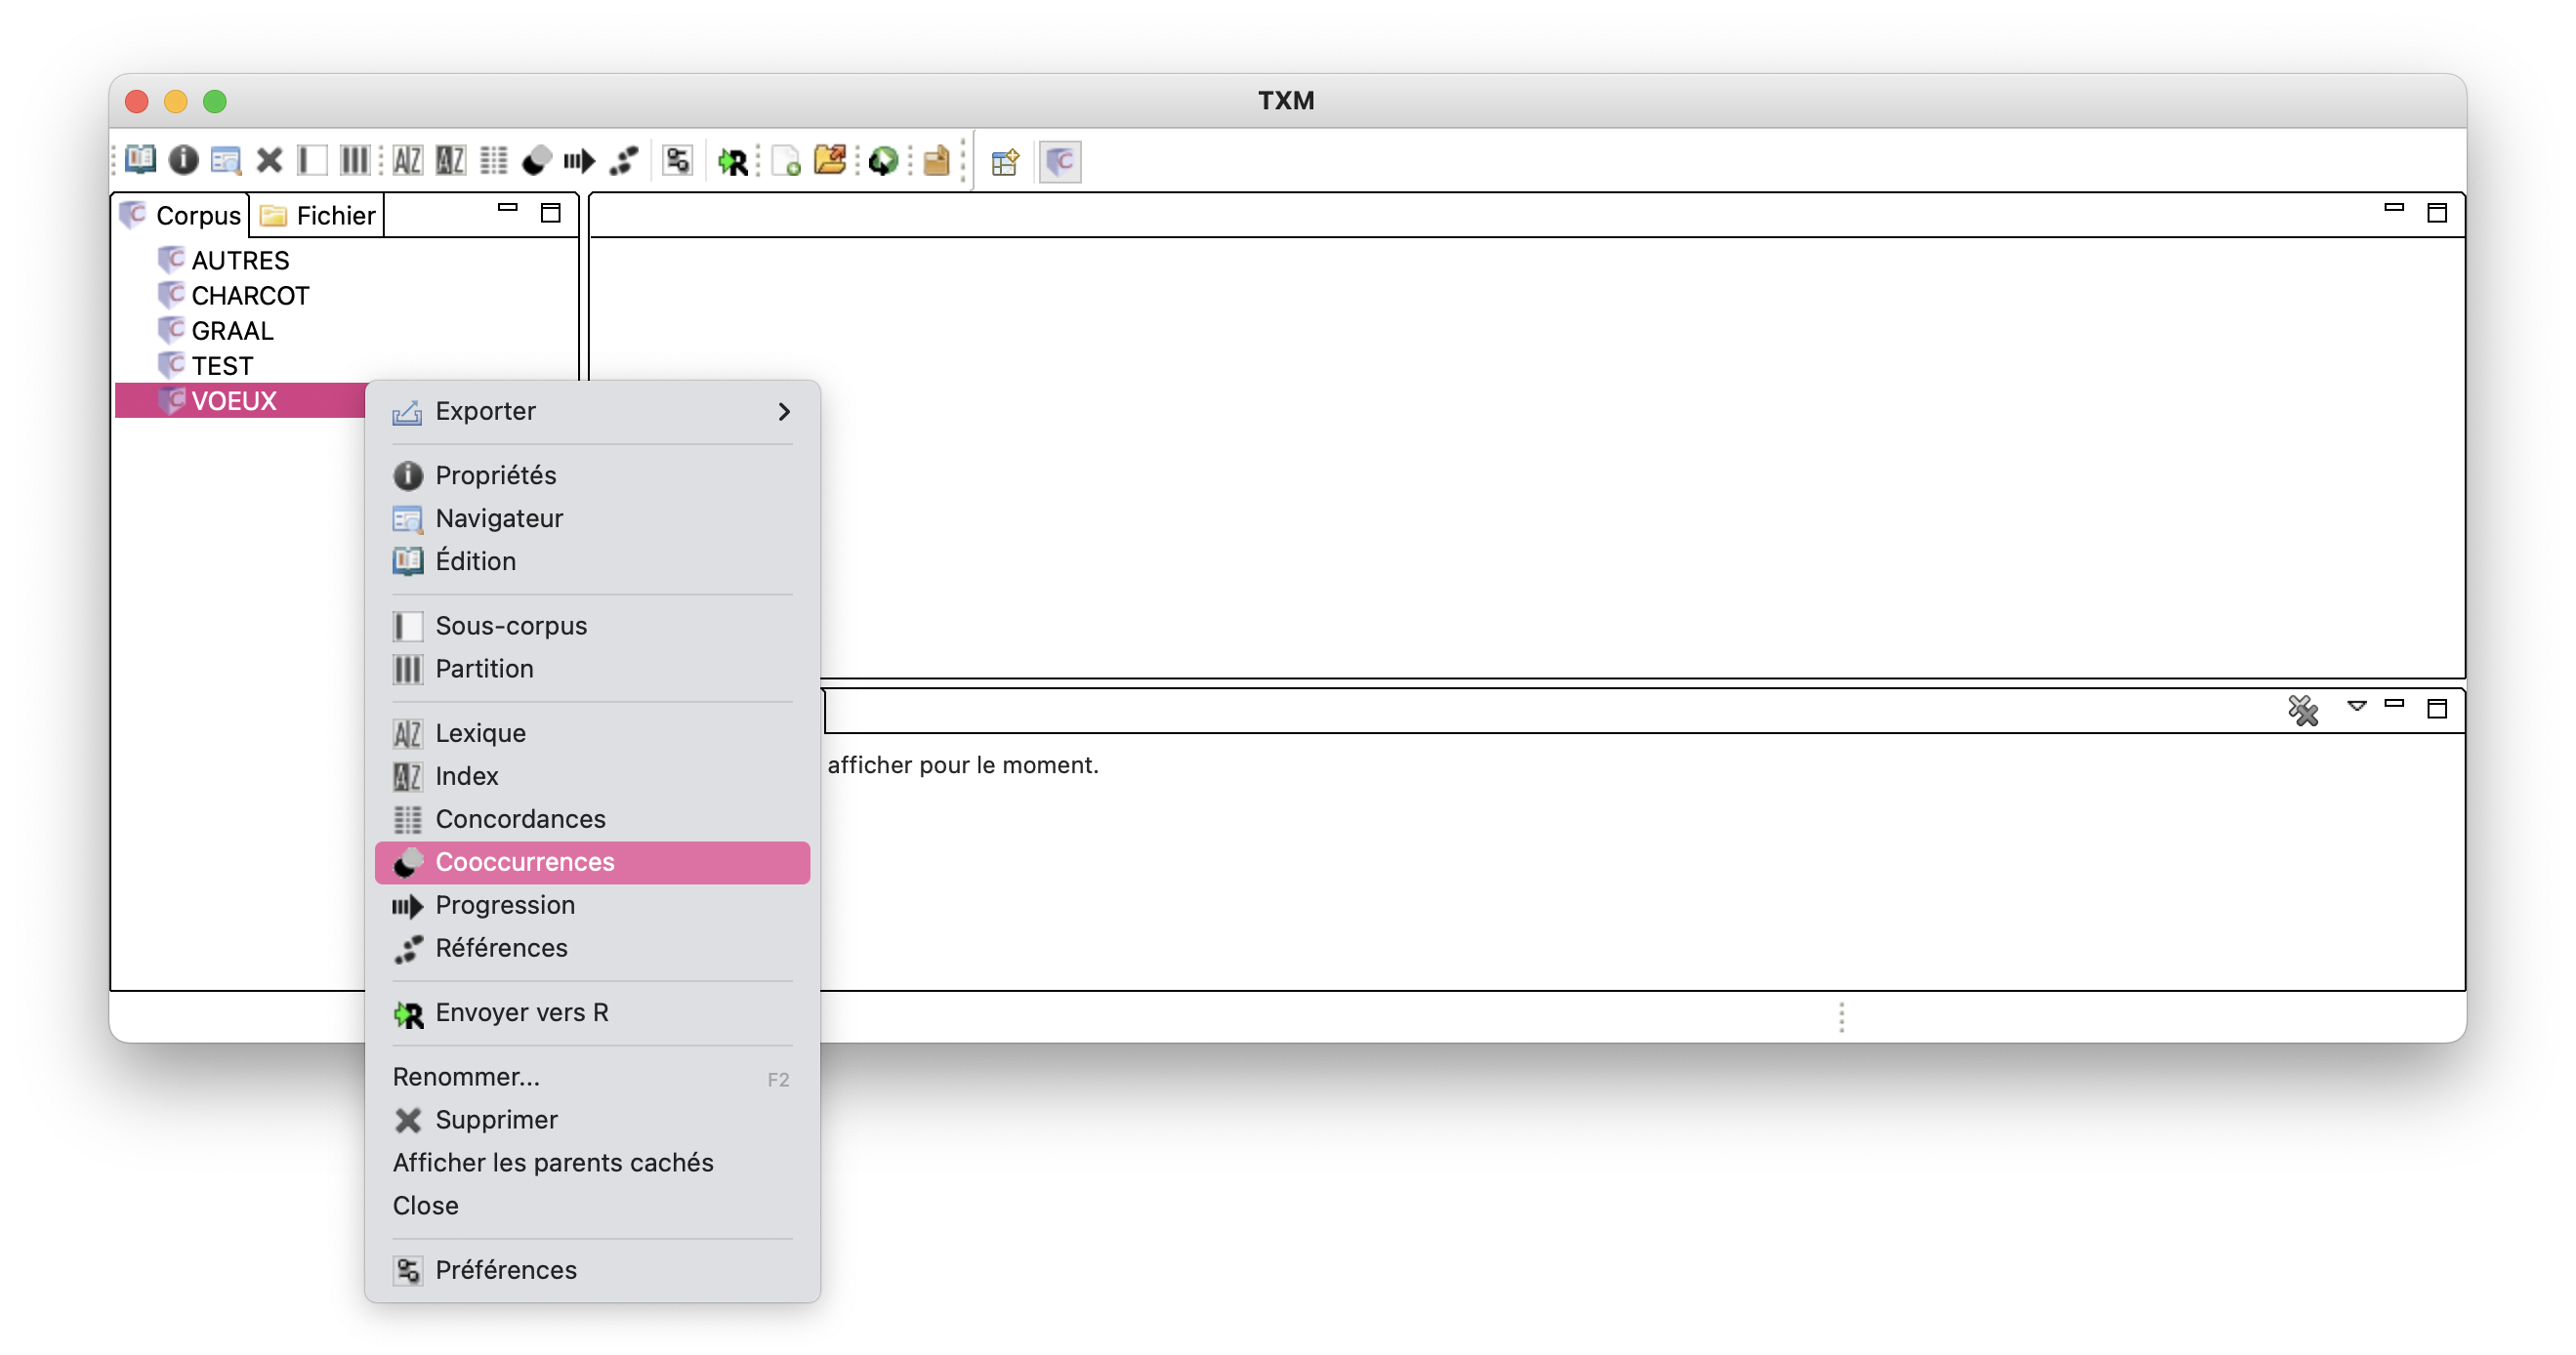 TXM
Corpus
Fichier
AUTRES
CHARCOT
GRAAL
TEST
VOEUX
Exporter
Propriétés
Navigateur
Édition
Sous-corpus
Partition
Lexique
Index
Concordances
Cooccurrences
Progression
Références
Envoyer vers R
Renommer... F2
Supprimer
Afficher les parents cachés
Close
Préférences
afficher pour le moment.